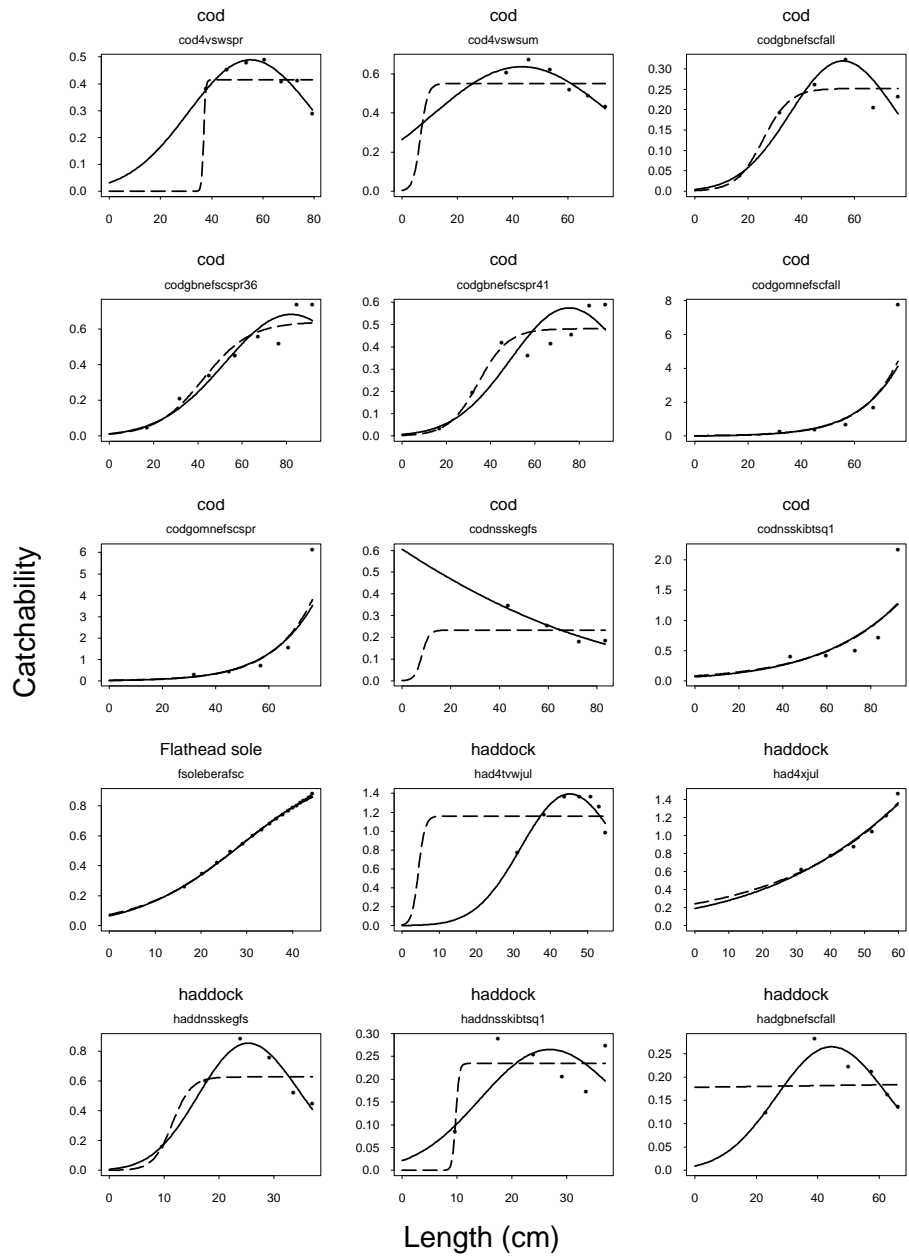 cod cod cod
cod4vswspr cod4vswsum codgbnefscfall
0.5 0.4 0.3 0.2 0.1 0.0
0 20 40 60 80
0.6 0.4 0.2 0.0
0 20 40 60
0.30 0.25 0.20 0.15 0.10 0.05 0.0
0 20 40 60
cod cod cod
codgbnefscspr36 codgbnefscspr41 codgomnefscfall
0.6 0.4 0.2 0.0
0 20 40 60 80
0.6 0.5 0.4 0.3 0.2 0.1 0.0
0 20 40 60 80
8 6 4 2 0
0 20 40 60
cod cod cod
codgomnefscspr codnsskegfs codnsskibtsq1
6 5 4 3 2 1 0
0 20 40 60
0.6 0.5 0.4 0.3 0.2 0.1 0.0
0 20 40 60 80
2.0 1.5 1.0 0.5 0.0
0 20 40 60 80
Catchability
Flathead sole haddock haddock
fsoleberafsc had4tvwjul had4xjul
0.8 0.6 0.4 0.2 0.0
0 10 20 30 40
1.4 1.2 1.0 0.8 0.6 0.4 0.2 0.0
0 10 20 30 40 50
1.4 1.2 1.0 0.8 0.6 0.4 0.2 0.0
0 10 20 30 40 50 60
haddock haddock haddock
haddnsskegfs haddnsskibtsq1 hadgbnefscfall
0.8 0.6 0.4 0.2 0.0
0 10 20 30
0.30 0.25 0.20 0.15 0.10 0.05 0.0
0 10 20 30
0.25 0.20 0.15 0.10 0.05 0.0
0 20 40 60
Length (cm)